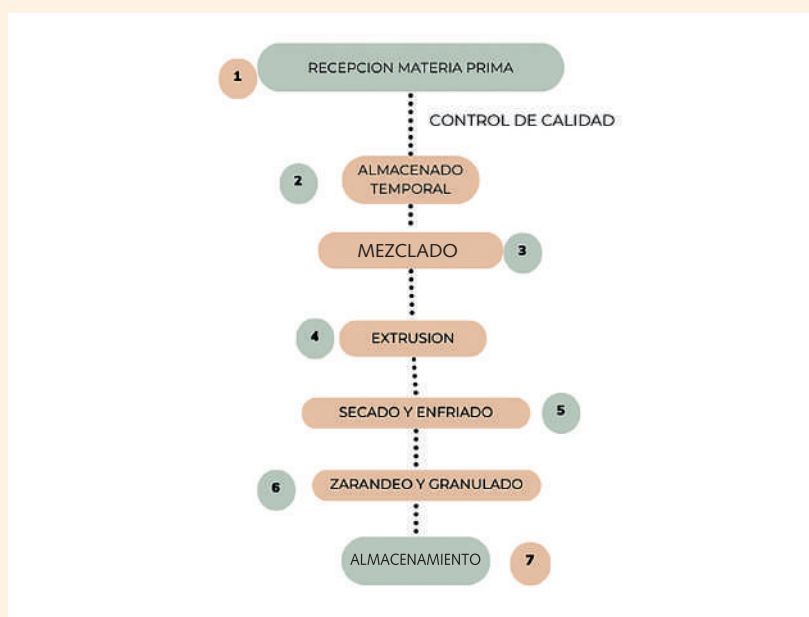 1
RECEPCION MATERIA PRIMA
CONTROL DE CALIDAD
2
ALMACENADO
TEMPORAL
MEZCLADO
3
4
EXTRUSION
SECADO Y ENFRIADO
5
6
ZARANDEO Y GRANULADO
ALMACENAMIENTO
7